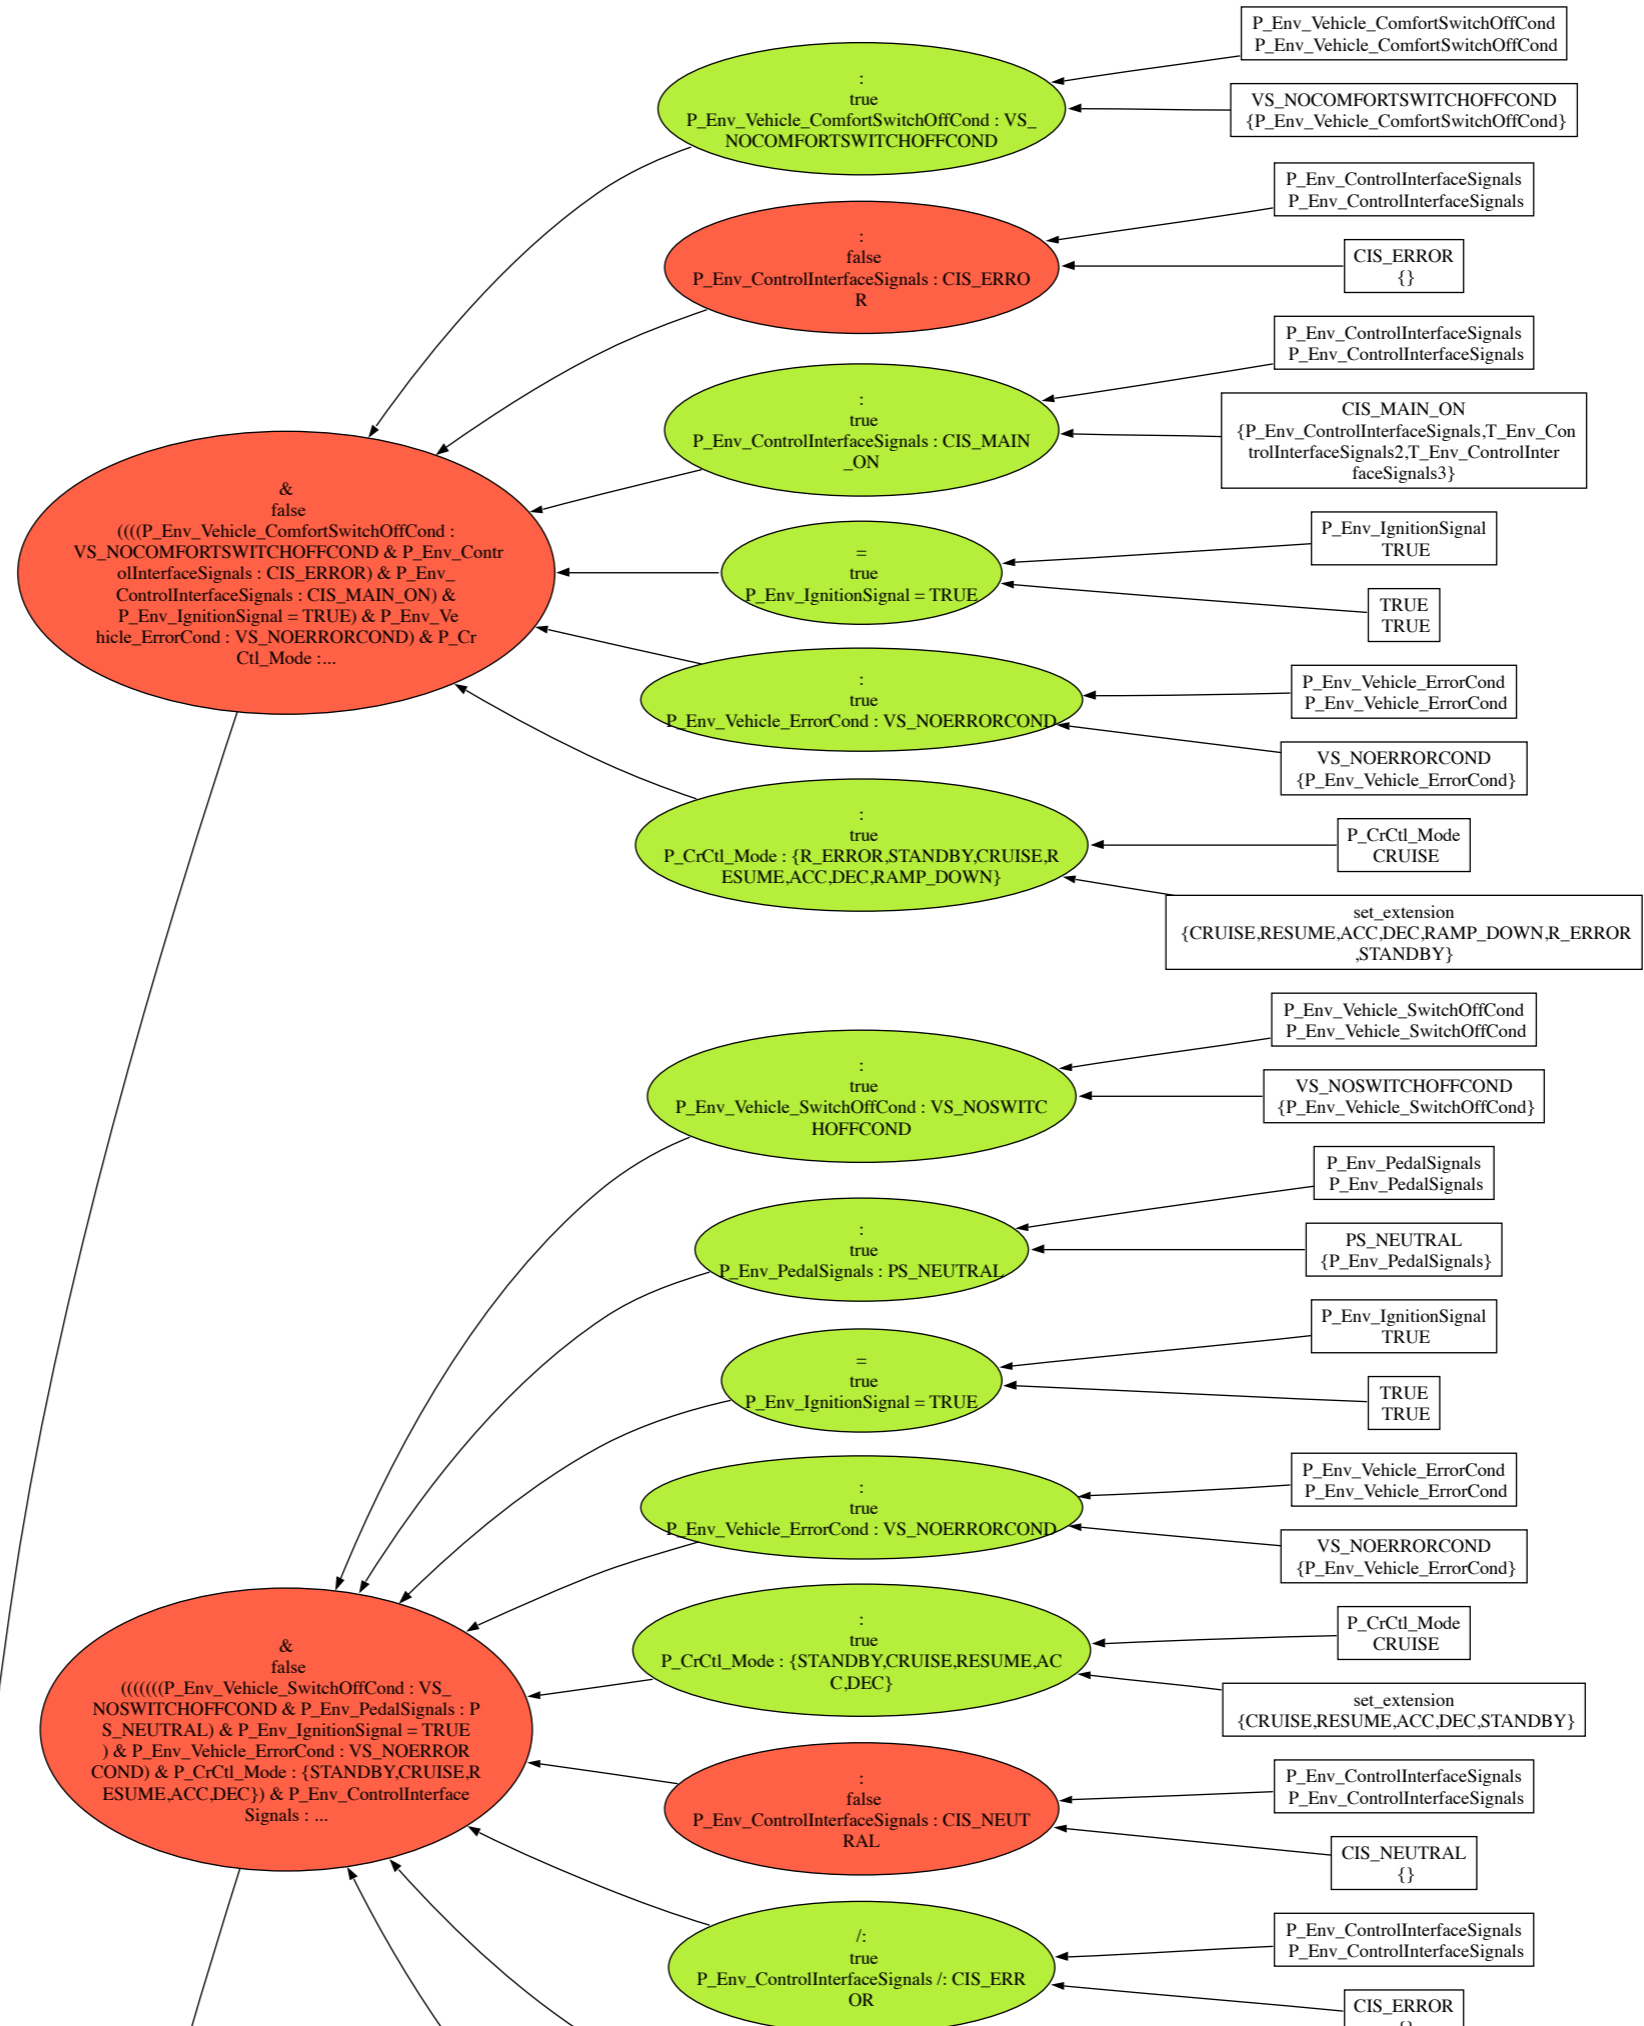 P_Env_Vehicle_ComfortSwitchOffCond
P_Env_Vehicle_ComfortSwitchOffCond
:
true
P_Env_Vehicle_ComfortSwitchOffCond : VS_
NOCOMFORTSWITCHOFFCOND
VS_NOCOMFORTSWITCHOFFCOND
{P_Env_Vehicle_ComfortSwitchOffCond}
P_Env_ControlInterfaceSignals
P_Env_ControlInterfaceSignals
:
false
P_Env_ControlInterfaceSignals : CIS_ERRO
R
CIS_ERROR
{}
P_Env_ControlInterfaceSignals
P_Env_ControlInterfaceSignals
:
true
P_Env_ControlInterfaceSignals : CIS_MAIN
_ON
CIS_MAIN_ON
{P_Env_ControlInterfaceSignals,T_Env_Con
trolInterfaceSignals2,T_Env_ControlInter
faceSignals3}
&
false
((((P_Env_Vehicle_ComfortSwitchOffCond :
VS_NOCOMFORTSWITCHOFFCOND & P_Env_Contr
olInterfaceSignals : CIS_ERROR) & P_Env_
ControlInterfaceSignals : CIS_MAIN_ON) &
P_Env_IgnitionSignal = TRUE) & P_Env_Ve
hicle_ErrorCond : VS_NOERRORCOND) & P_Cr
Ctl_Mode :...
=
true
P_Env_IgnitionSignal = TRUE
P_Env_IgnitionSignal
TRUE
TRUE
TRUE
:
true
P_Env_Vehicle_ErrorCond : VS_NOERRORCOND
P_Env_Vehicle_ErrorCond
P_Env_Vehicle_ErrorCond
VS_NOERRORCOND
{P_Env_Vehicle_ErrorCond}
:
true
P_CrCtl_Mode : {R_ERROR,STANDBY,CRUISE,R
ESUME,ACC,DEC,RAMP_DOWN}
P_CrCtl_Mode
CRUISE
set_extension
{CRUISE,RESUME,ACC,DEC,RAMP_DOWN,R_ERROR
,STANDBY}
P_Env_Vehicle_SwitchOffCond
P_Env_Vehicle_SwitchOffCond
:
true
P_Env_Vehicle_SwitchOffCond : VS_NOSWITC
HOFFCOND
VS_NOSWITCHOFFCOND
{P_Env_Vehicle_SwitchOffCond}
P_Env_PedalSignals
P_Env_PedalSignals
:
true
P_Env_PedalSignals : PS_NEUTRAL
PS_NEUTRAL
{P_Env_PedalSignals}
P_Env_IgnitionSignal
TRUE
=
true
P_Env_IgnitionSignal = TRUE
TRUE
TRUE
P_Env_Vehicle_ErrorCond
P_Env_Vehicle_ErrorCond
:
true
P_Env_Vehicle_ErrorCond : VS_NOERRORCOND
VS_NOERRORCOND
{P_Env_Vehicle_ErrorCond}
:
true
P_CrCtl_Mode : {STANDBY,CRUISE,RESUME,AC
C,DEC}
P_CrCtl_Mode
CRUISE
set_extension
{CRUISE,RESUME,ACC,DEC,STANDBY}
&
false
(((((((P_Env_Vehicle_SwitchOffCond : VS_
NOSWITCHOFFCOND & P_Env_PedalSignals : P
S_NEUTRAL) & P_Env_IgnitionSignal = TRUE
) & P_Env_Vehicle_ErrorCond : VS_NOERROR
COND) & P_CrCtl_Mode : {STANDBY,CRUISE,R
ESUME,ACC,DEC}) & P_Env_ControlInterface
Signals : ...
:
false
P_Env_ControlInterfaceSignals : CIS_NEUT
RAL
P_Env_ControlInterfaceSignals
P_Env_ControlInterfaceSignals
CIS_NEUTRAL
{}
/:
true
P_Env_ControlInterfaceSignals /: CIS_ERR
OR
P_Env_ControlInterfaceSignals
P_Env_ControlInterfaceSignals
CIS_ERROR